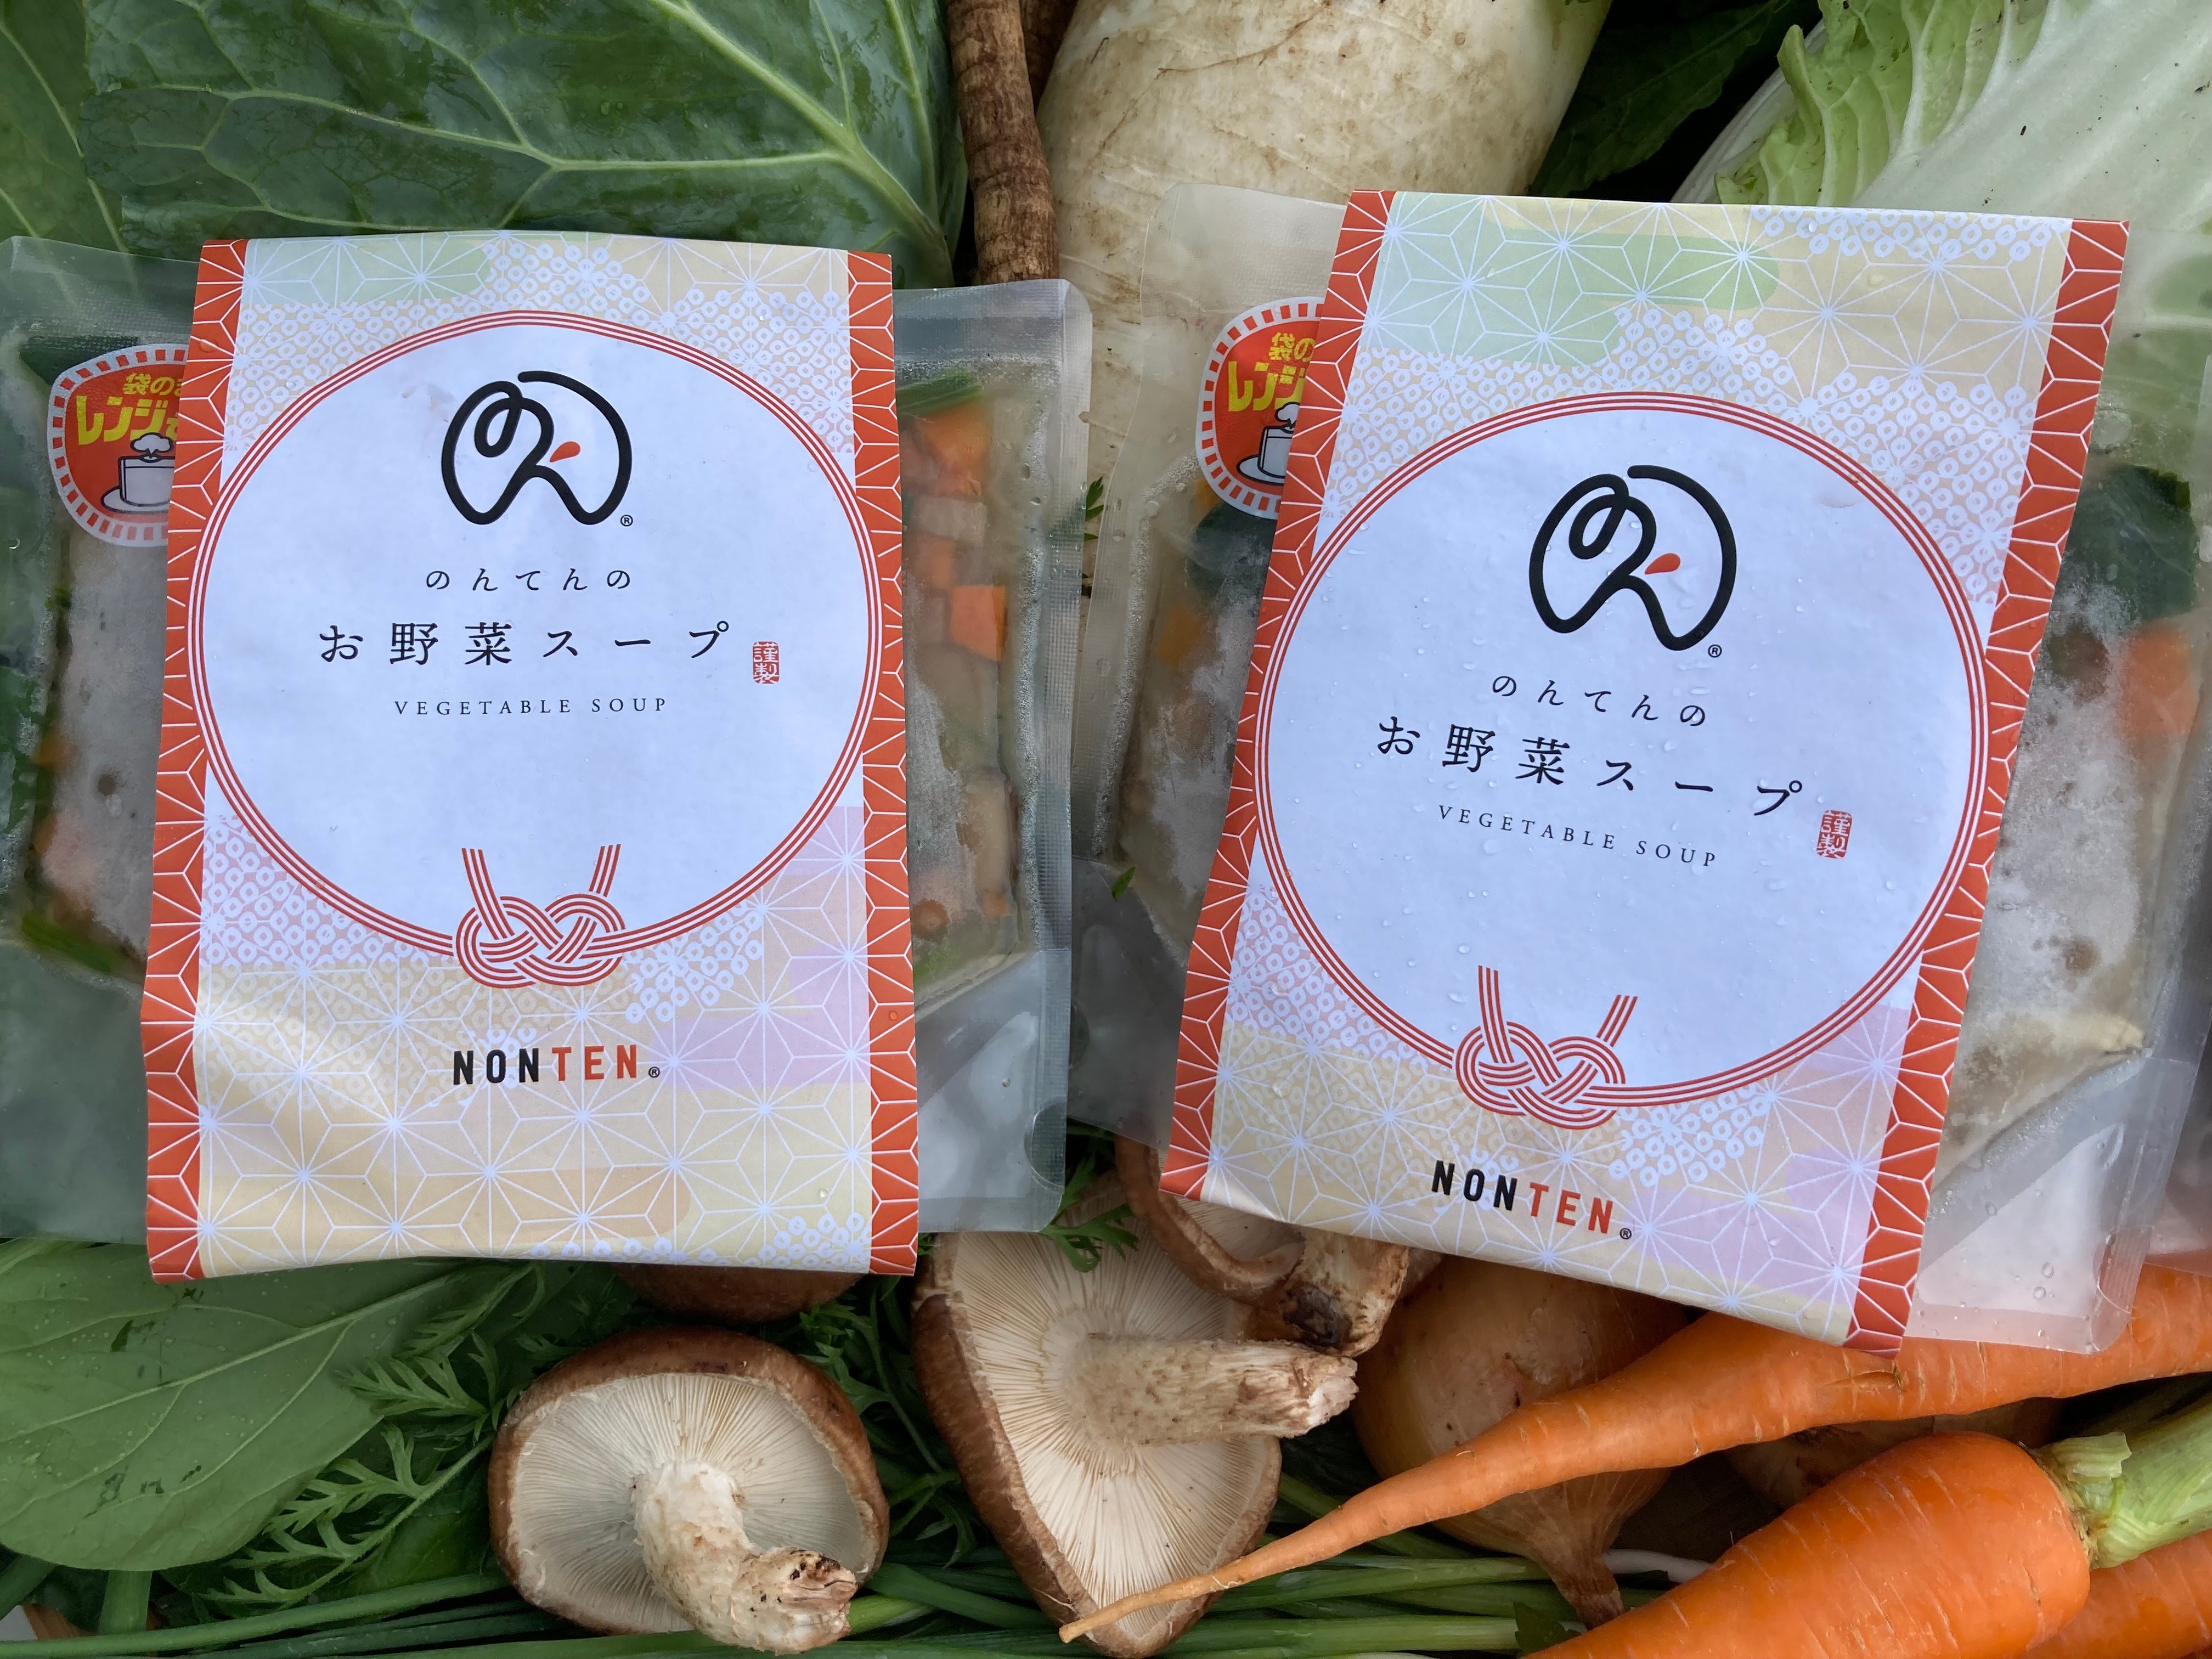 袋の
レンジ
のんてんの
お野菜スープ
謹製
VEGETABLE SOUP
NONTEN®
袋の
レンジ
のんてんの
お野菜スープ
謹製
VEGETABLE SOUP
NONTEN®